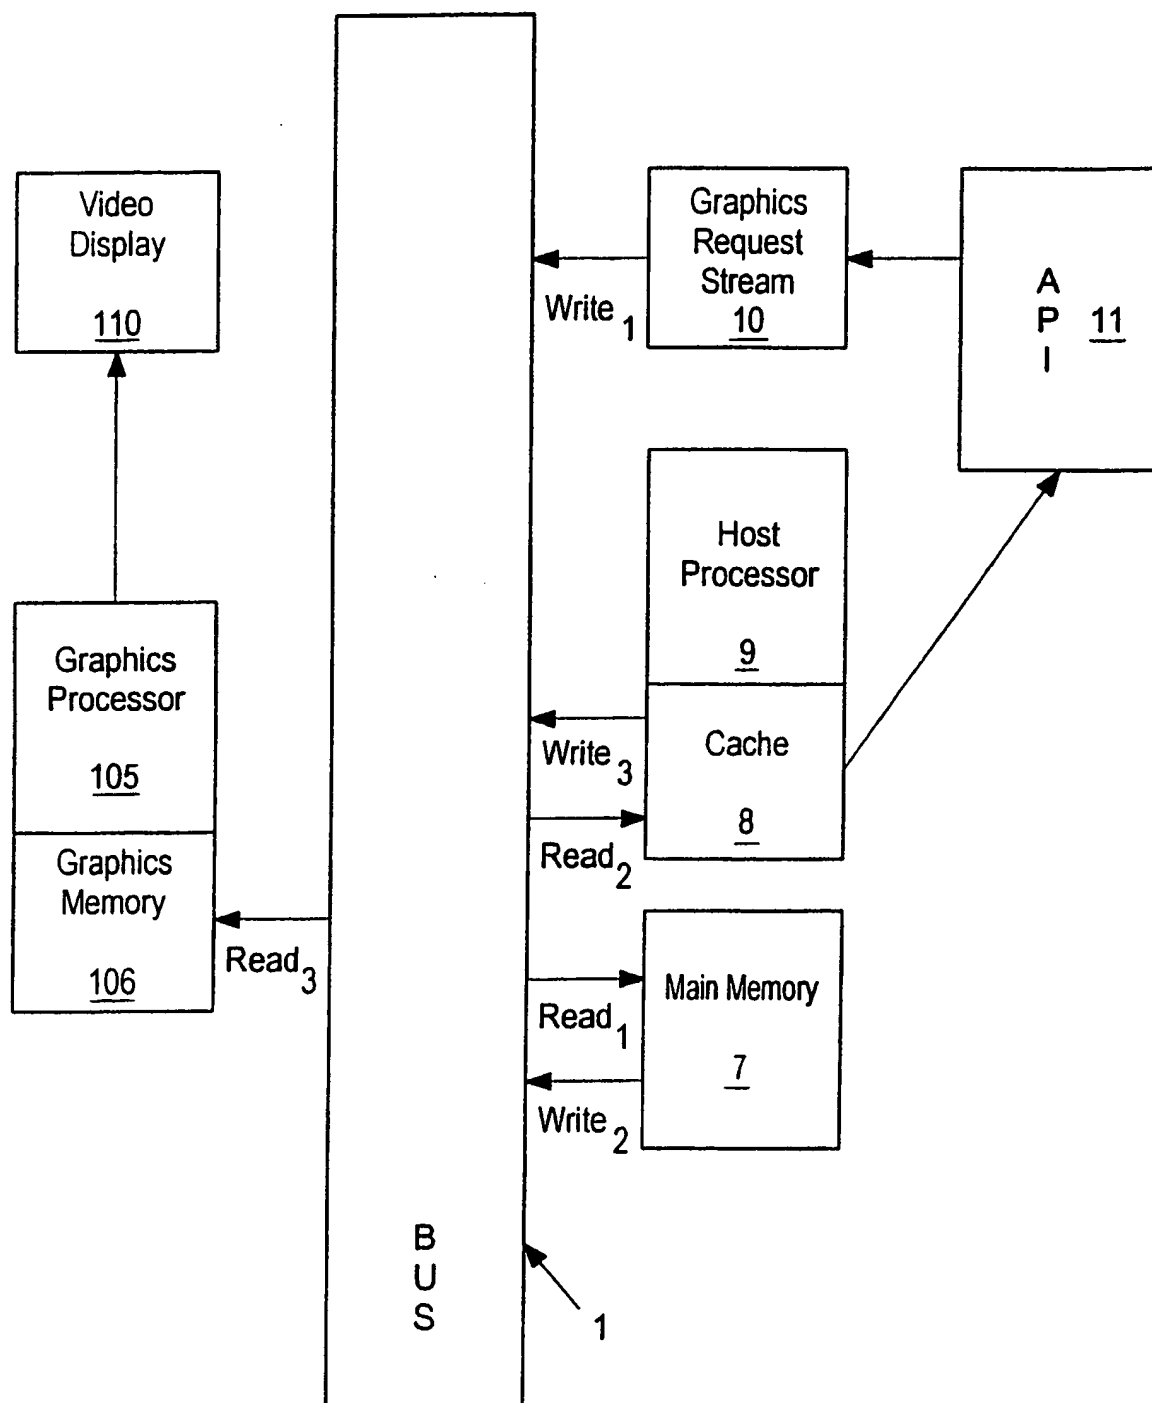 Video
Display
110
Graphics
Request
Stream
10
A
P
I
11
Write 1
Host
Processor
9
Graphics
Processor
105
Cache
8
Write 3
Read 2
Graphics
Memory
106
Read 3
Main Memory
7
Read 1
Write 2
B
U
S
1